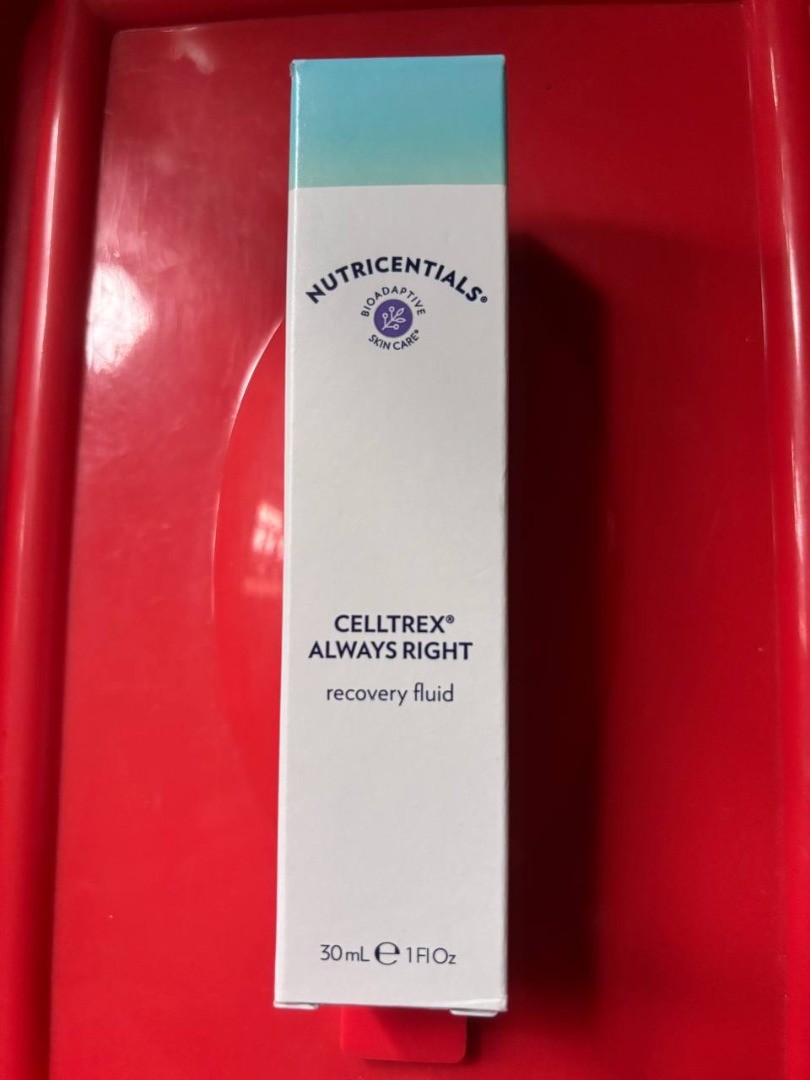 NUTRICENTIALS®
BIOADAPTIVE
SKIN CARE®
CELLTREX®
ALWAYS RIGHT
recovery fluid
30 mL ℮ 1 Fl Oz